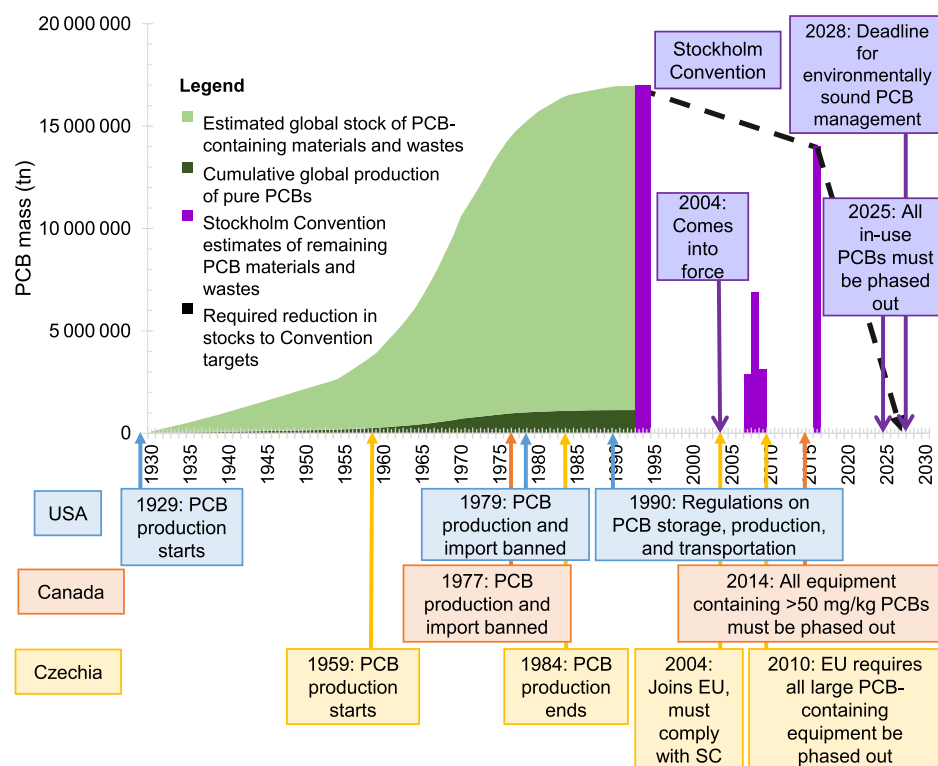 20 000 000
15 000 000
10 000 000
5 000 000
0
PCB mass (tn)
Legend
Estimated global stock of PCB-
containing materials and wastes
Cumulative global production
of pure PCBs
Stockholm Convention
estimates of remaining
PCB materials and
wastes
Required reduction in
stocks to Convention
targets
Stockholm
Convention
2028: Deadline
for
environmentally
sound PCB
management
2004:
Comes
into
force
2025: All
in-use
PCBs must
be phased
out
1930
1935
1940
1945
1950
1955
1960
1965
1970
1975
1980
1985
1990
1995
2000
2005
2010
2015
2020
2025
2030
USA
1929: PCB
production
starts
1979: PCB
production and
import banned
1990: Regulations on
PCB storage, production,
and transportation
Canada
1977: PCB
production and
import banned
2014: All equipment
containing >50 mg/kg PCBs
must be phased out
Czechia
1959: PCB
production
starts
1984: PCB
production
ends
2004:
Joins EU,
must
comply
with SC
2010: EU requires
all large PCB-
containing
equipment be
phased out